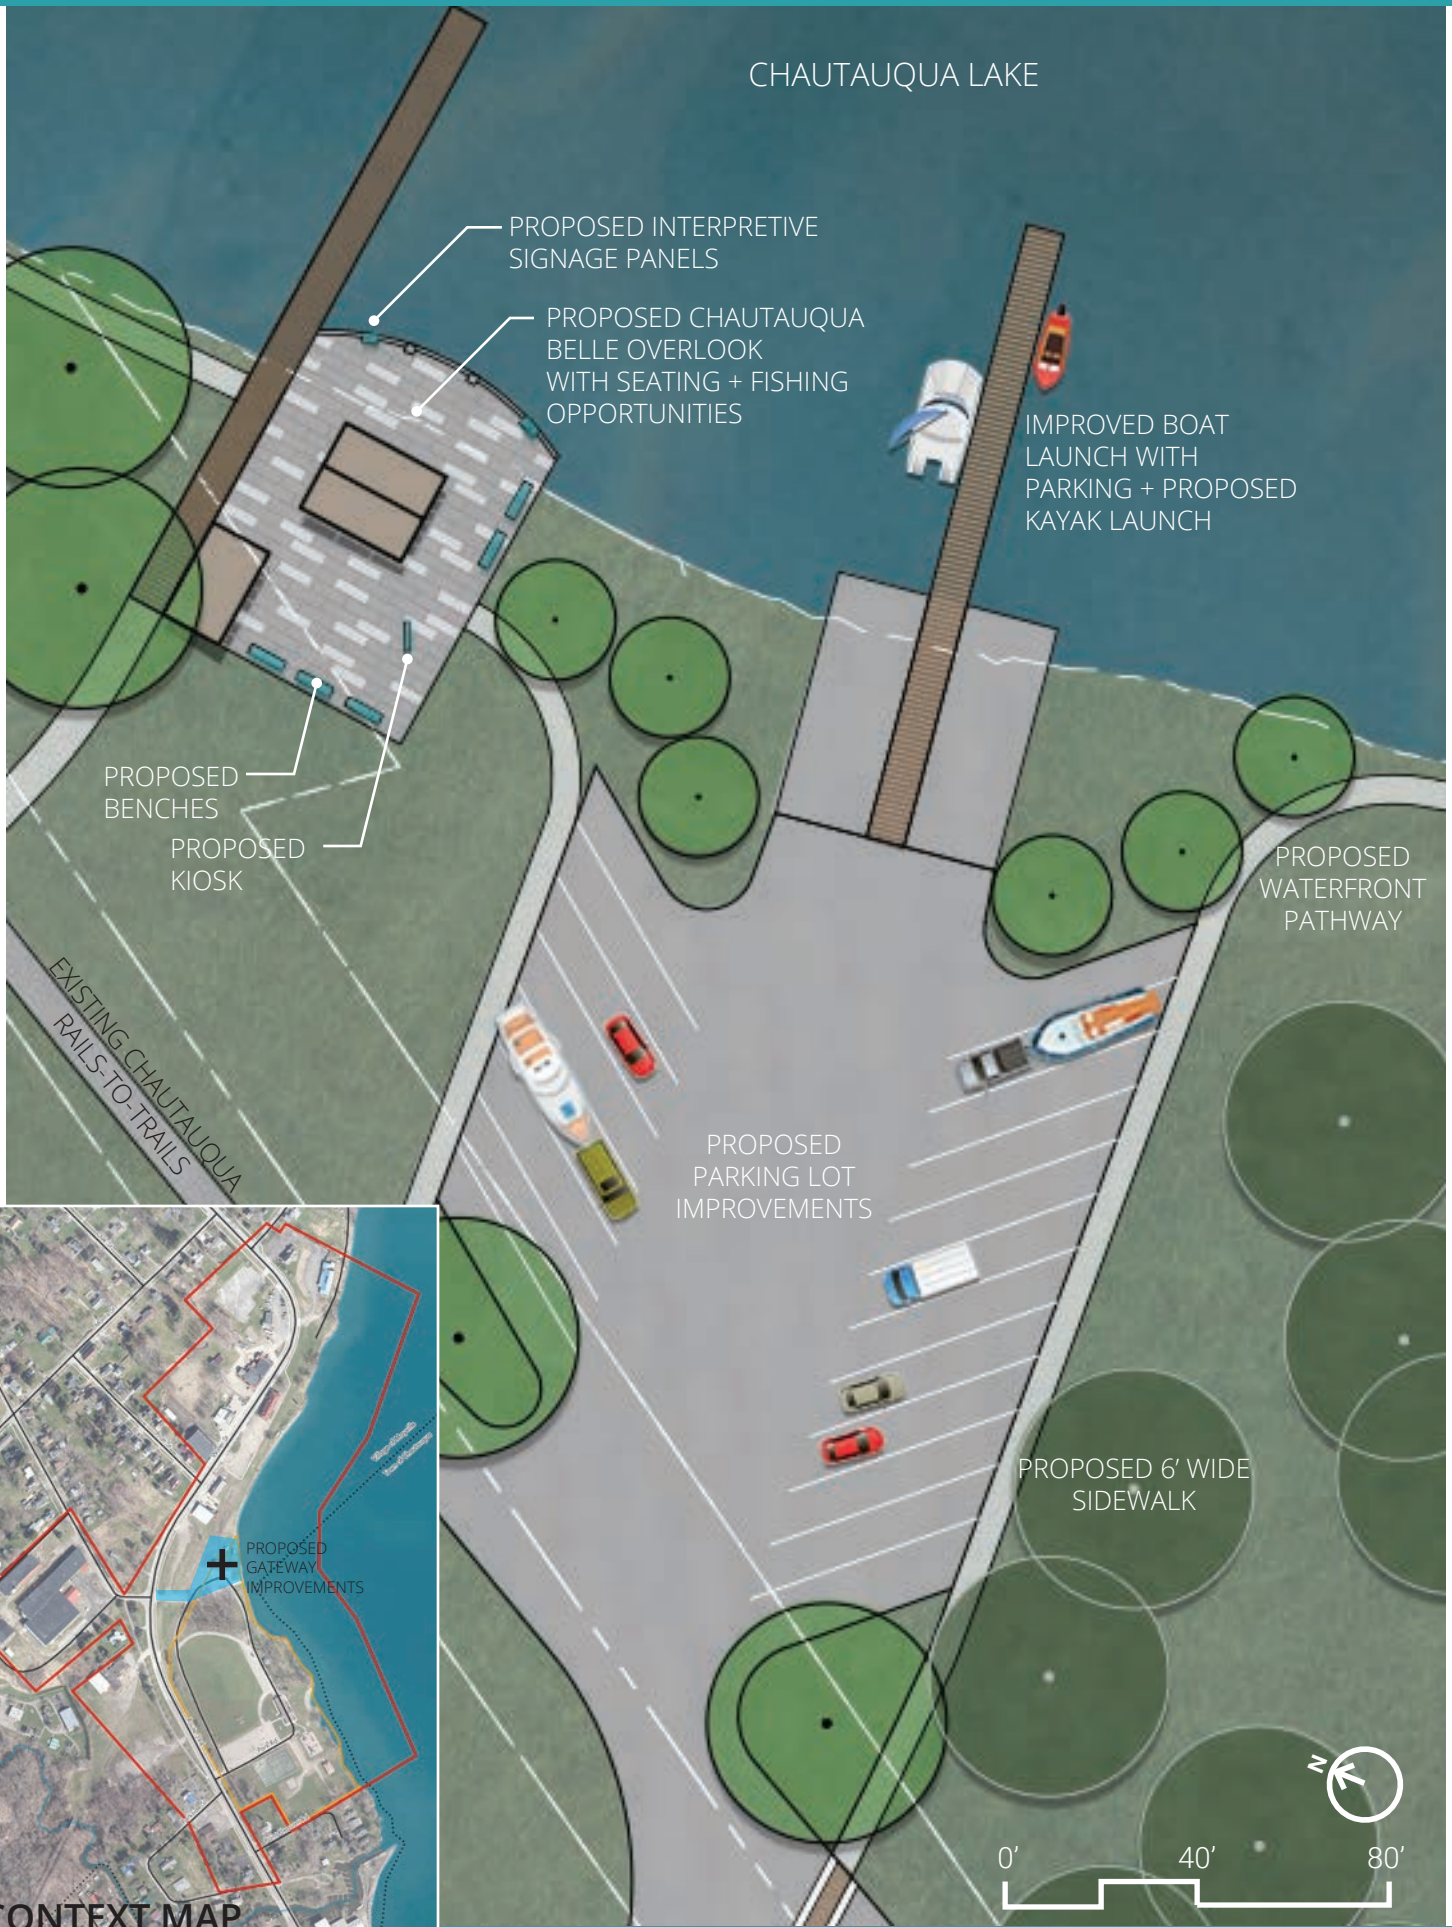 CHAUTAUQUA LAKE
PROPOSED INTERPRETIVE
SIGNAGE PANELS
PROPOSED CHAUTAUQUA
BELLE OVERLOOK
WITH SEATING + FISHING
OPPORTUNITIES
IMPROVED BOAT
LAUNCH WITH
PARKING + PROPOSED
KAYAK LAUNCH
PROPOSED
BENCHES
PROPOSED
KIOSK
PROPOSED
WATERFRONT
PATHWAY
EXISTING CHAUTAUQUA
RAILS-TO-TRAILS
PROPOSED
PARKING LOT
IMPROVEMENTS
PROPOSED 6’ WIDE
SIDEWALK
PROPOSED
GATEWAY
IMPROVEMENTS
N
0’ 40’ 80’
CONTEXT MAP